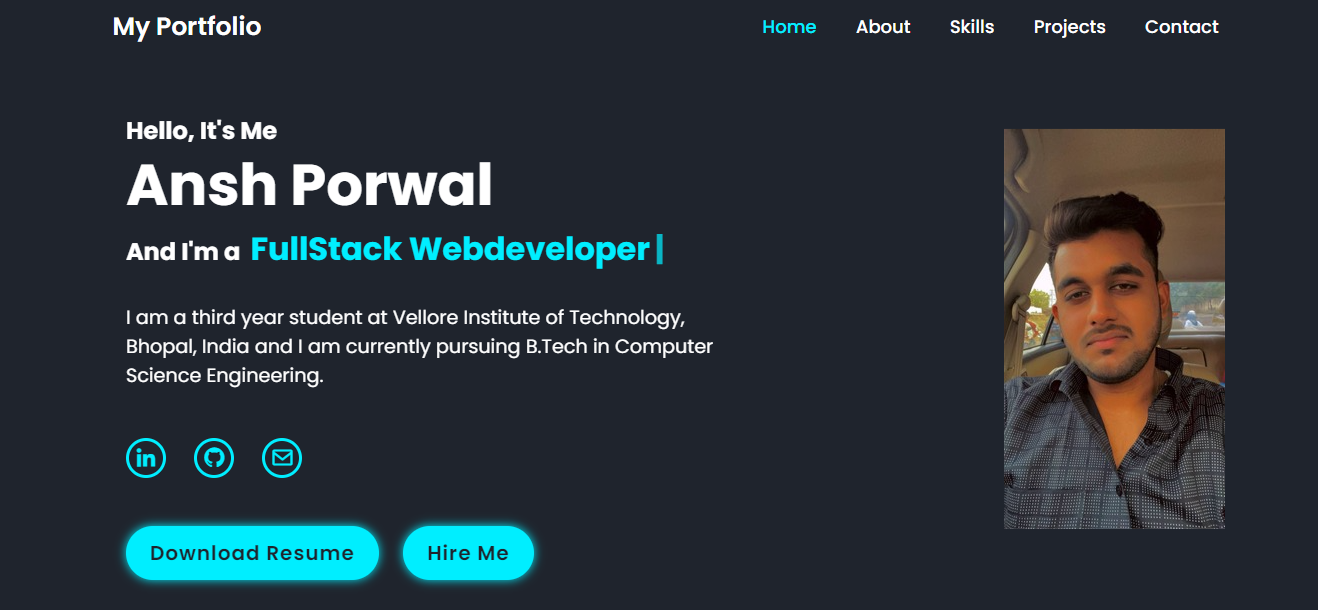 My Portfolio
Home About Skills Projects Contact
Hello, It's Me
Ansh Porwal
And I'm a FullStack Webdeveloper
I am a third year student at Vellore Institute of Technology,
Bhopal, India and I am currently pursuing B.Tech in Computer
Science Engineering.
in
Download Resume
Hire Me